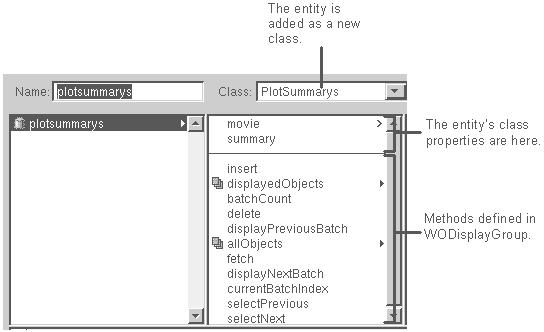 The entity is
added as a new
class.
Name: plotsummarys
Class: PlotSummarys
plotsummarys
movie
summary
The entity's class
properties are here.
insert
displayedObjects
batchCount
delete
displayPreviousBatch
allObjects
fetch
displayNextBatch
currentBatchIndex
selectPrevious
selectNext
Methods defined in
WODisplayGroup.